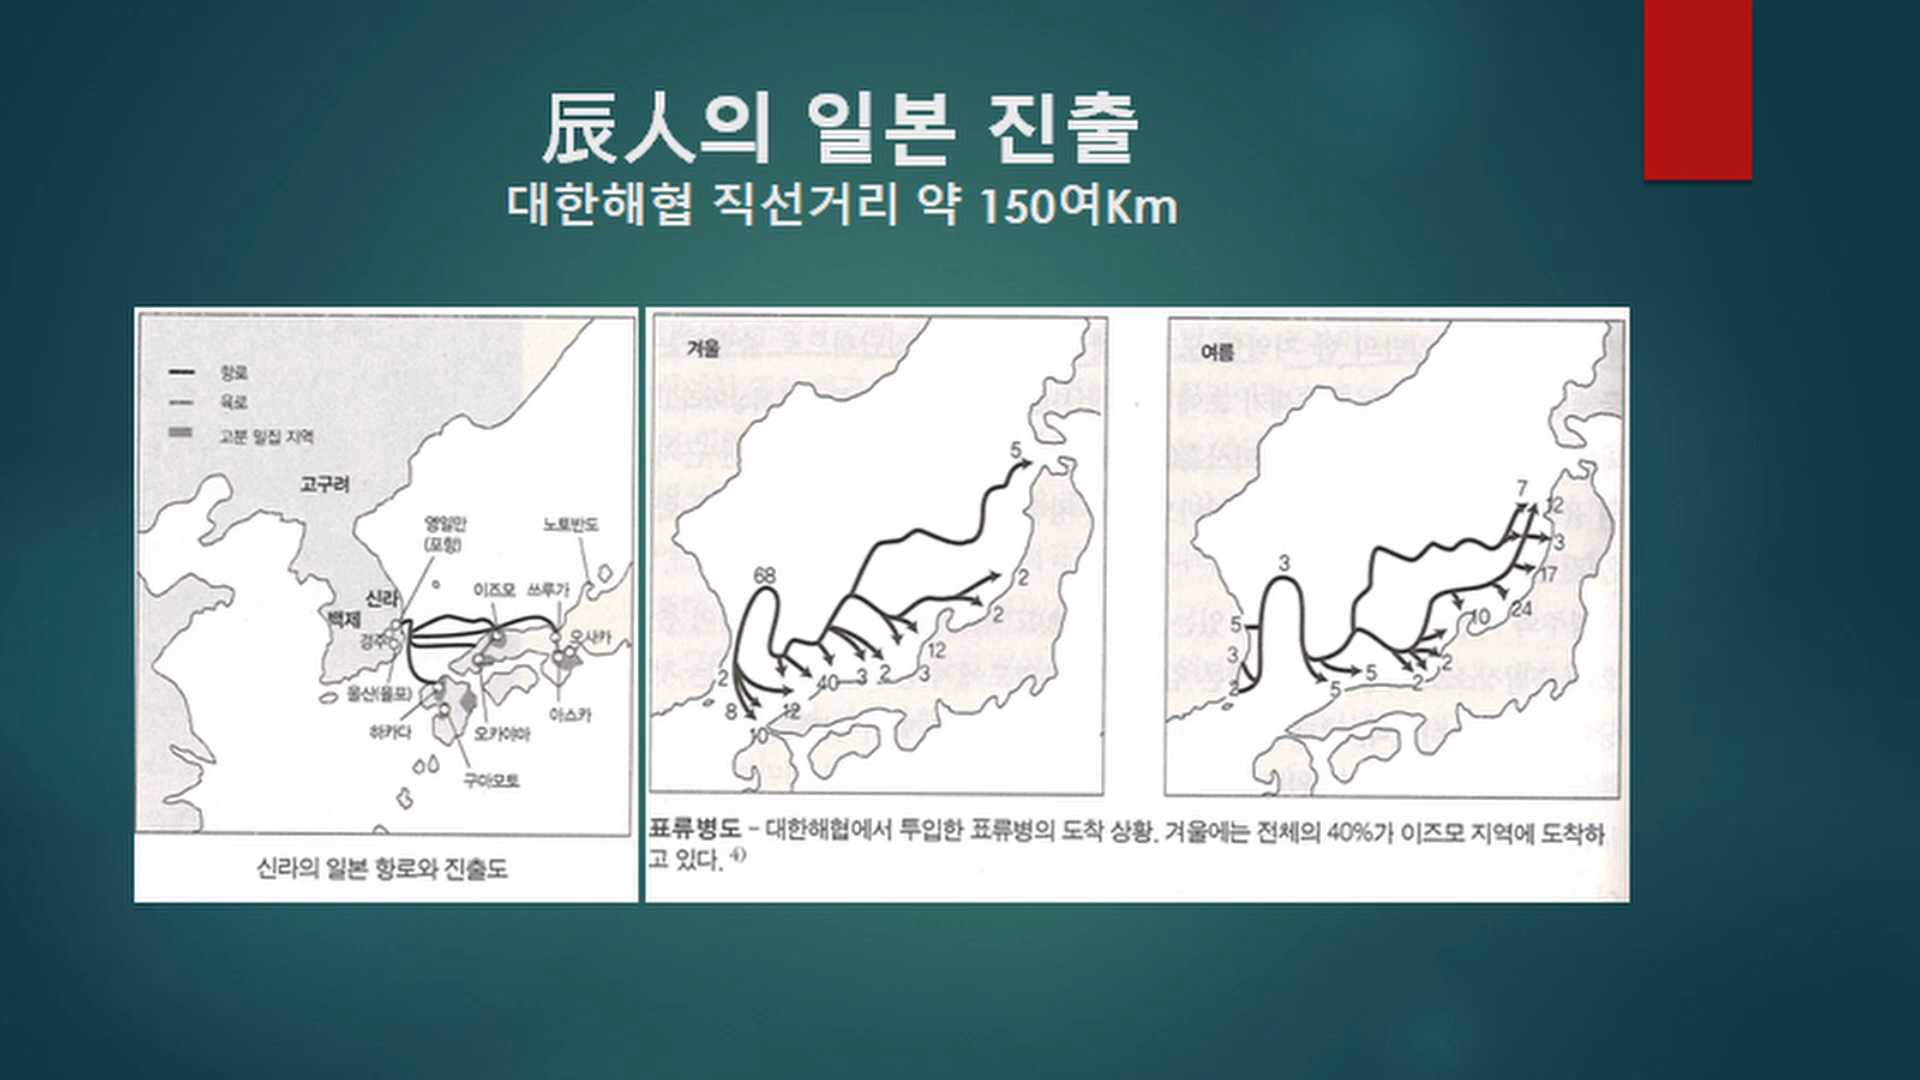 辰人의 일본 진출
대한해협 직선거리 약 150여Km
항로
육로
고분 밀집 지역
고구려
영일만
(포항)
노토반도
신라
이즈모
쓰루가
백제
경주
오사카
울산(울포)
아스카
하카다
오카야마
구마모토
신라의 일본 항로와 진출도
겨울
5
68
2
2
12
2
40
3
2
3
8
12
10
여름
7
12
3
3
17
5
10
24
3
5
2
2
5
2
표류병도 - 대한해협에서 투입한 표류병의 도착 상황. 겨울에는 전체의 40%가 이즈모 지역에 도착하
고 있다. 4)